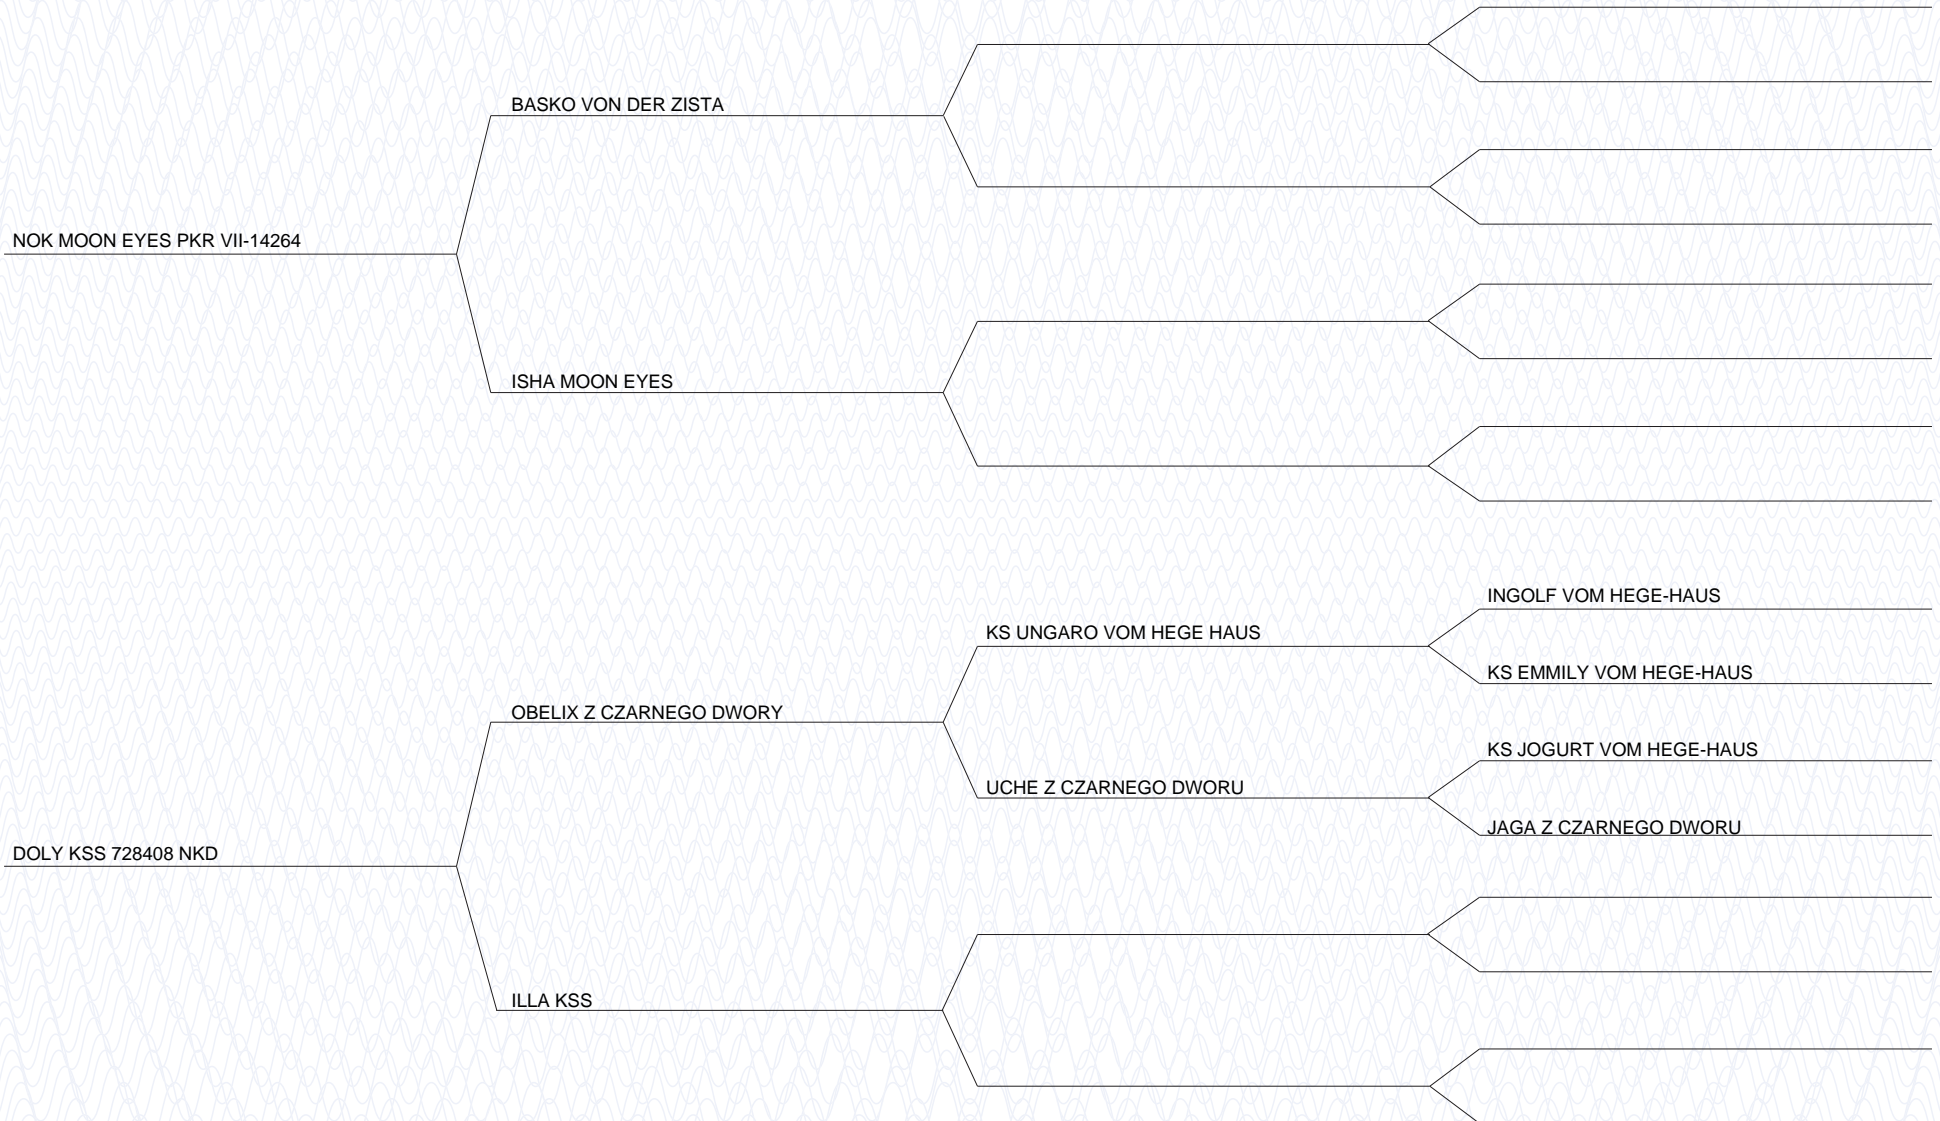 BASKO VON DER ZISTA
NOK MOON EYES PKR VII-14264
ISHA MOON EYES
INGOLF VOM HEGE-HAUS
KS UNGARO VOM HEGE HAUS
KS EMMILY VOM HEGE-HAUS
OBELIX Z CZARNEGO DWORY
KS JOGURT VOM HEGE-HAUS
UCHE Z CZARNEGO DWORU
JAGA Z CZARNEGO DWORU
DOLY KSS 728408 NKD
ILLA KSS